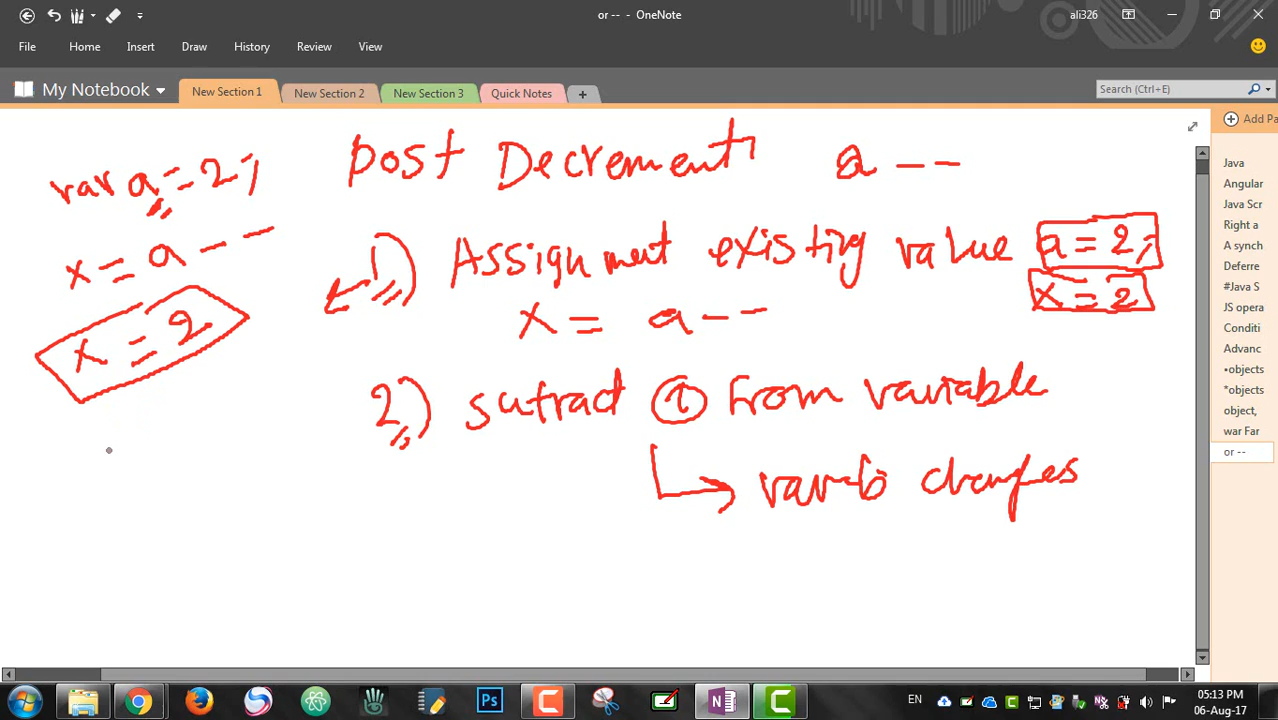 or -- - OneNote
ali326
File Home Insert Draw History Review View
My Notebook
New Section 1
New Section 2
New Section 3
Quick Notes
+
Search (Ctrl+E)
Add Pa
Java
Angular
Java Scr
Right a
A synch
Deferre
#Java S
JS opera
Conditi
Advanc
•objects
*objects
object,
war Far
or --
post Decrement a --
var a = 2;
x = a --
x = 2
1) Assignment existing value a = 2;
x = 2
x = a --
2) sutract 1 From variable
changes
Ps
EN
05:13 PM
06-Aug-17